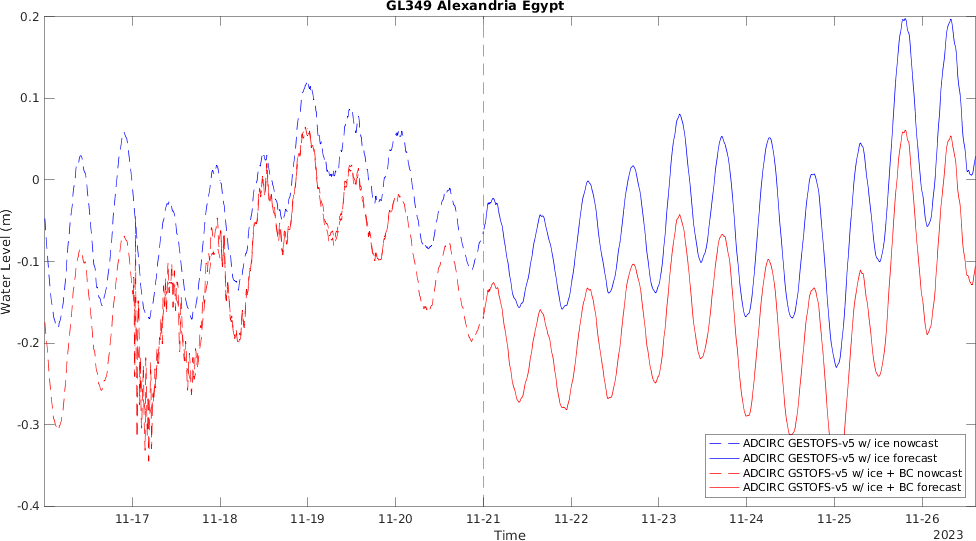 GL349 Alexandria Egypt
Water Level (m)
0.2
0.1
0
-0.1
-0.2
-0.3
-0.4
11-17 11-18 11-19 11-20 11-21 11-22 11-23 11-24 11-25 11-26
Time
2023
ADCIRC GESTOFS-v5 w/ ice nowcast
ADCIRC GESTOFS-v5 w/ ice forecast
ADCIRC GSTOFS-v5 w/ ice + BC nowcast
ADCIRC GSTOFS-v5 w/ ice + BC forecast